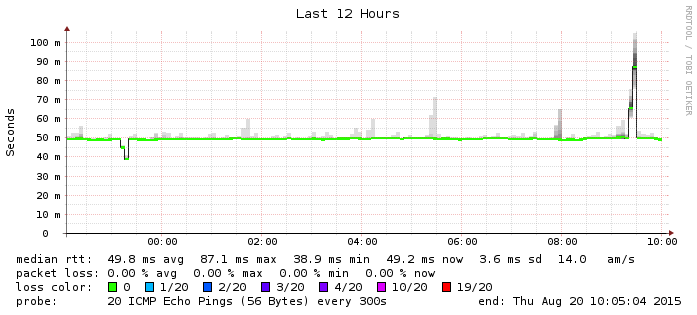 Last 12 Hours
RRDTOOL / TOBI OETIKER
Seconds
100 m
90 m
80 m
70 m
60 m
50 m
40 m
30 m
20 m
10 m
0
00:00 02:00 04:00 06:00 08:00 10:00
median rtt: 49.8 ms avg 87.1 ms max 38.9 ms min 49.2 ms now 3.6 ms sd 14.0 am/s
packet loss: 0.00 % avg 0.00 % max 0.00 % min 0.00 % now
loss color: 0 1/20 2/20 3/20 4/20 10/20 19/20
probe: 20 ICMP Echo Pings (56 Bytes) every 300s end: Thu Aug 20 10:05:04 2015